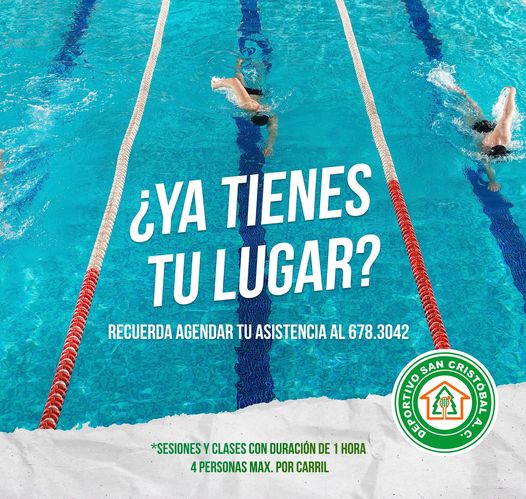 ¿YA TIENES
TU LUGAR?
RECUERDA AGENDAR TU ASISTENCIA AL 678.3042
DEPORTIVO SAN CRISTÓBAL A. C.
*SESIONES Y CLASES CON DURACIÓN DE 1 HORA
4 PERSONAS MAX. POR CARRIL